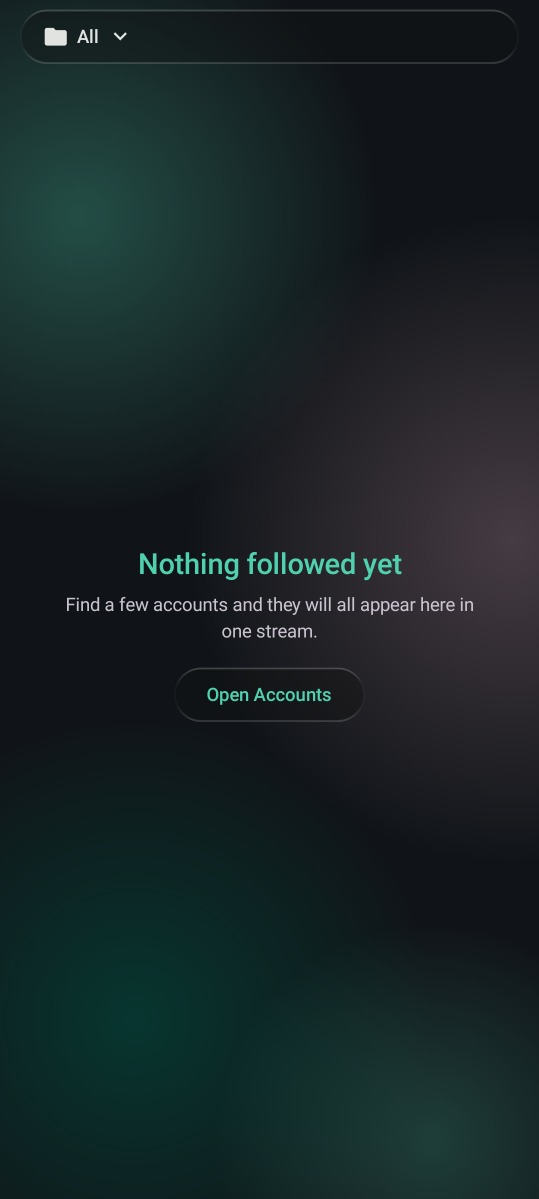 All
Nothing followed yet
Find a few accounts and they will all appear here in
one stream.
Open Accounts